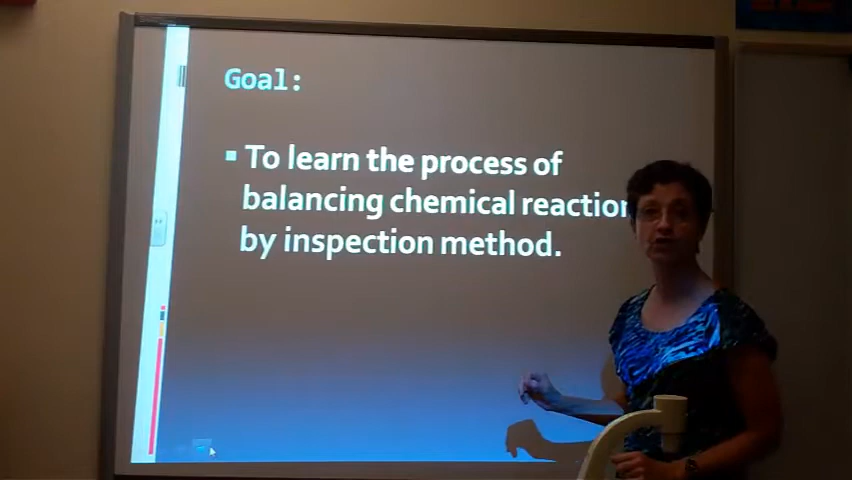 Goal:
To learn the process of
balancing chemical reaction
by inspection method.